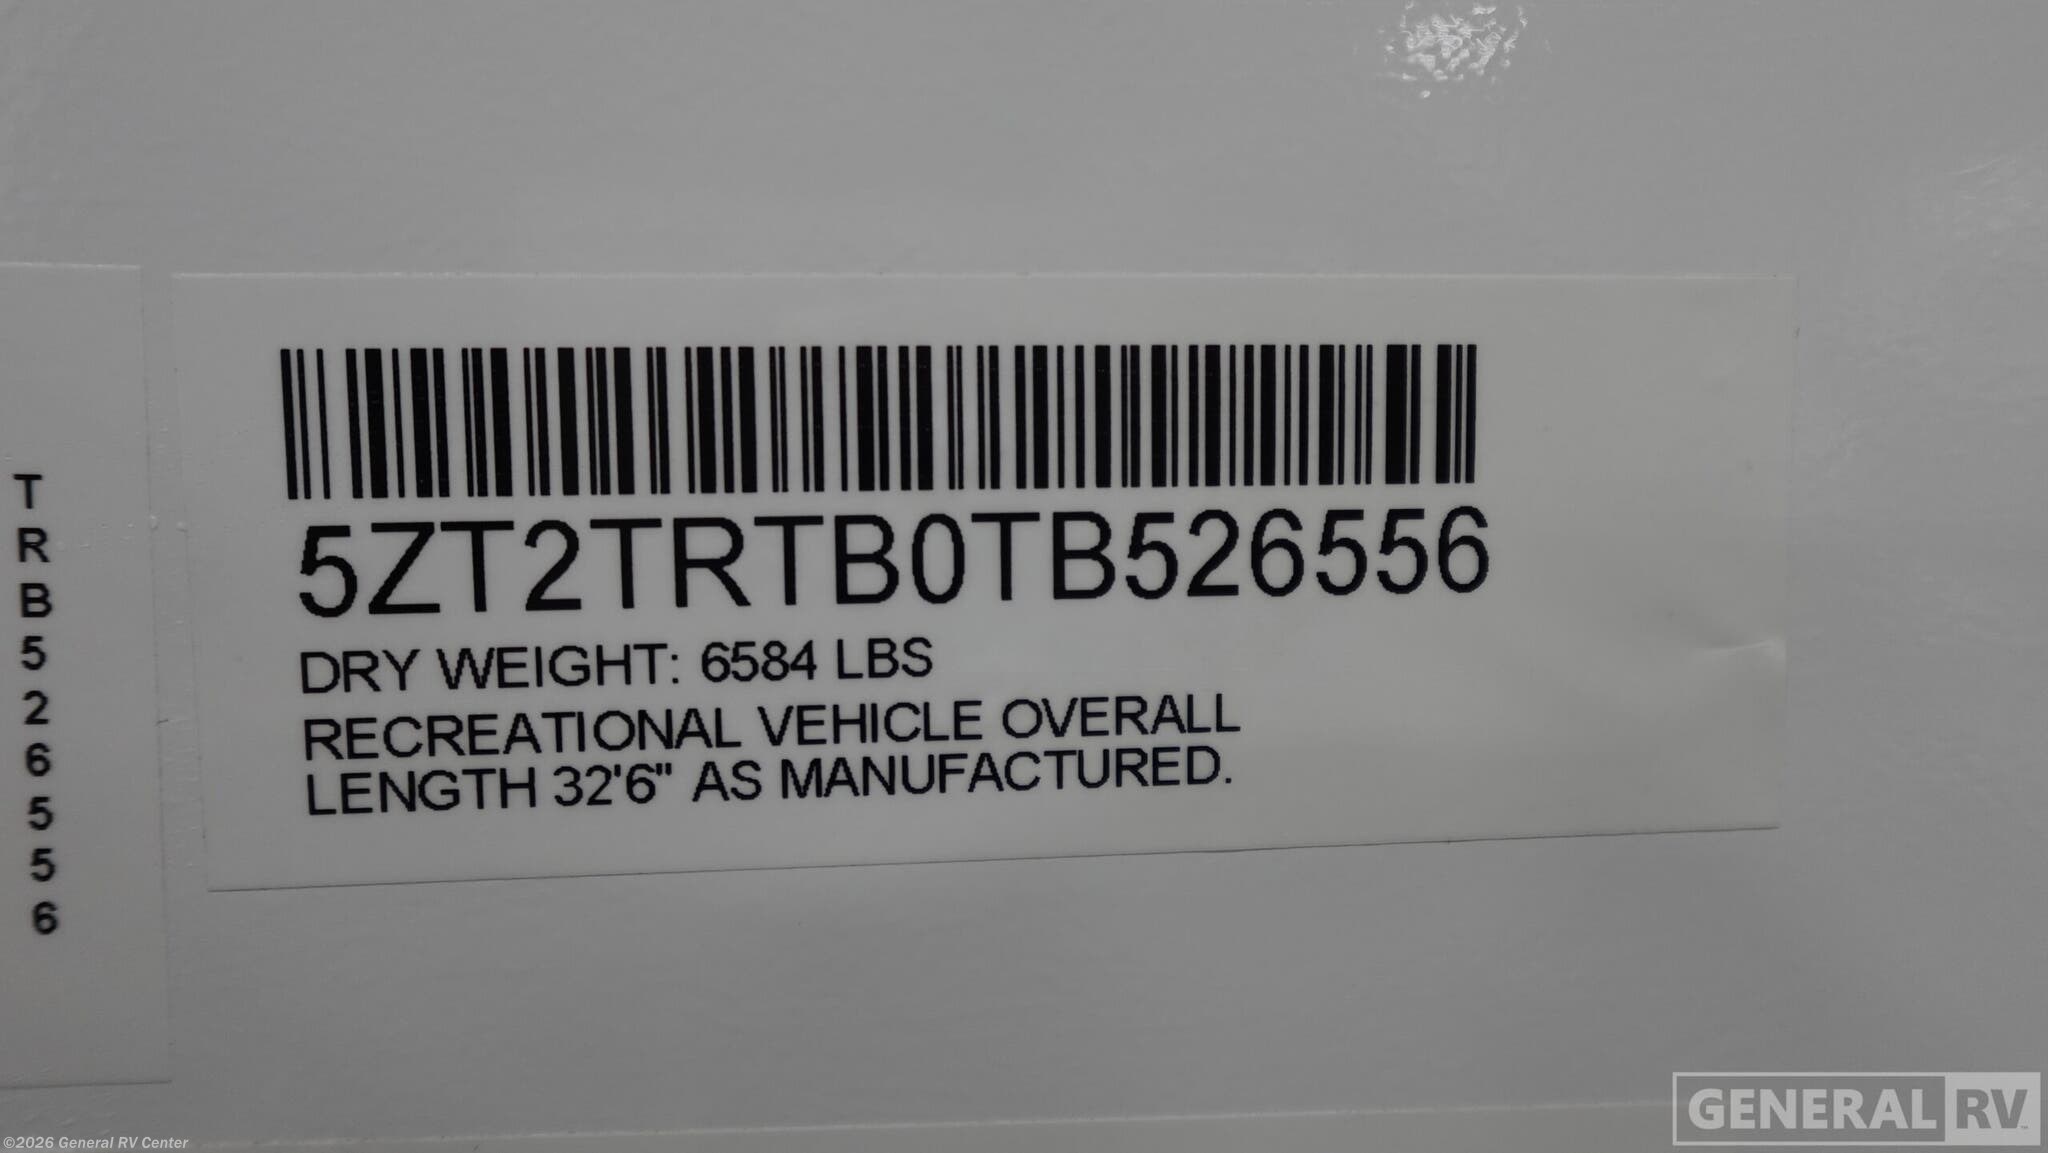 T
R
B
5
2
6
5
5
6
5ZT2TRTB0TB526556
DRY WEIGHT: 6584 LBS
RECREATIONAL VEHICLE OVERALL
LENGTH 32'6" AS MANUFACTURED.
GENERAL RV™
©2026 General RV Center